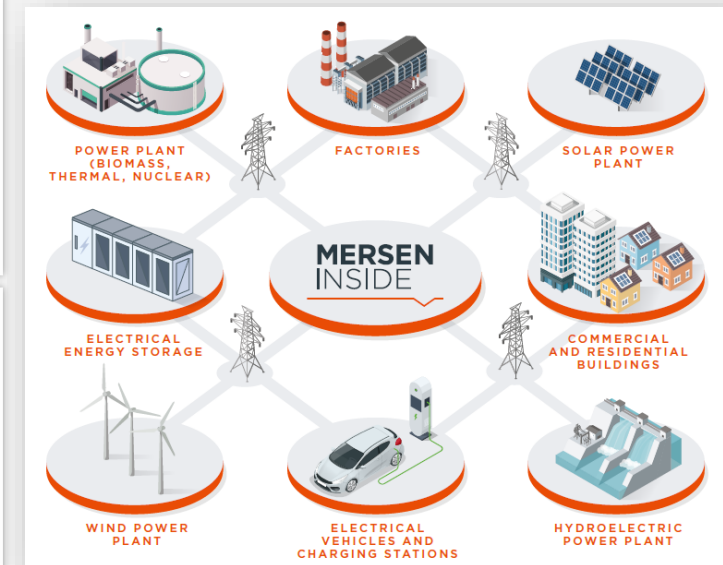 POWER PLANT
(BIOMASS,
THERMAL, NUCLEAR)
FACTORIES
SOLAR POWER
PLANT
MERSEN
INSIDE
ELECTRICAL
ENERGY STORAGE
COMMERCIAL
AND RESIDENTIAL
BUILDINGS
WIND POWER
PLANT
ELECTRICAL
VEHICLES AND
CHARGING STATIONS
HYDROELECTRIC
POWER PLANT